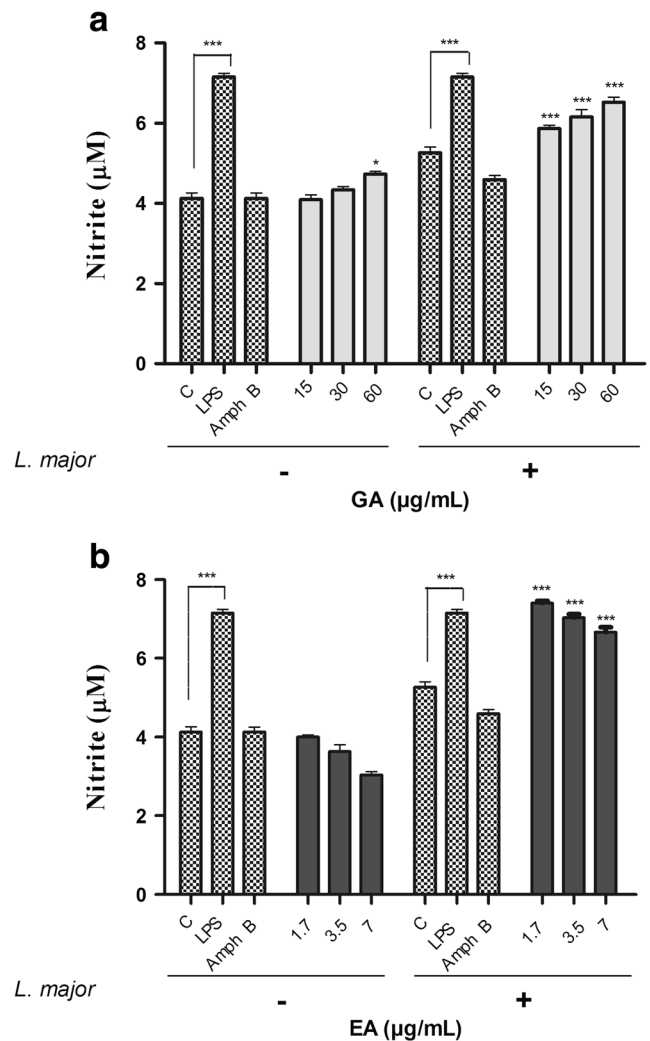 a
***
***
***
***
***
*
8
6
4
2
0
Nitrite (µM)
C LPS Amph B 15 30 60 C LPS Amph B 15 30 60
L. major
- +
GA (µg/mL)
b
***
***
***
***
***
8
6
4
2
0
Nitrite (µM)
C LPS Amph B 1.7 3.5 7 C LPS Amph B 1.7 3.5 7
L. major
- +
EA (µg/mL)